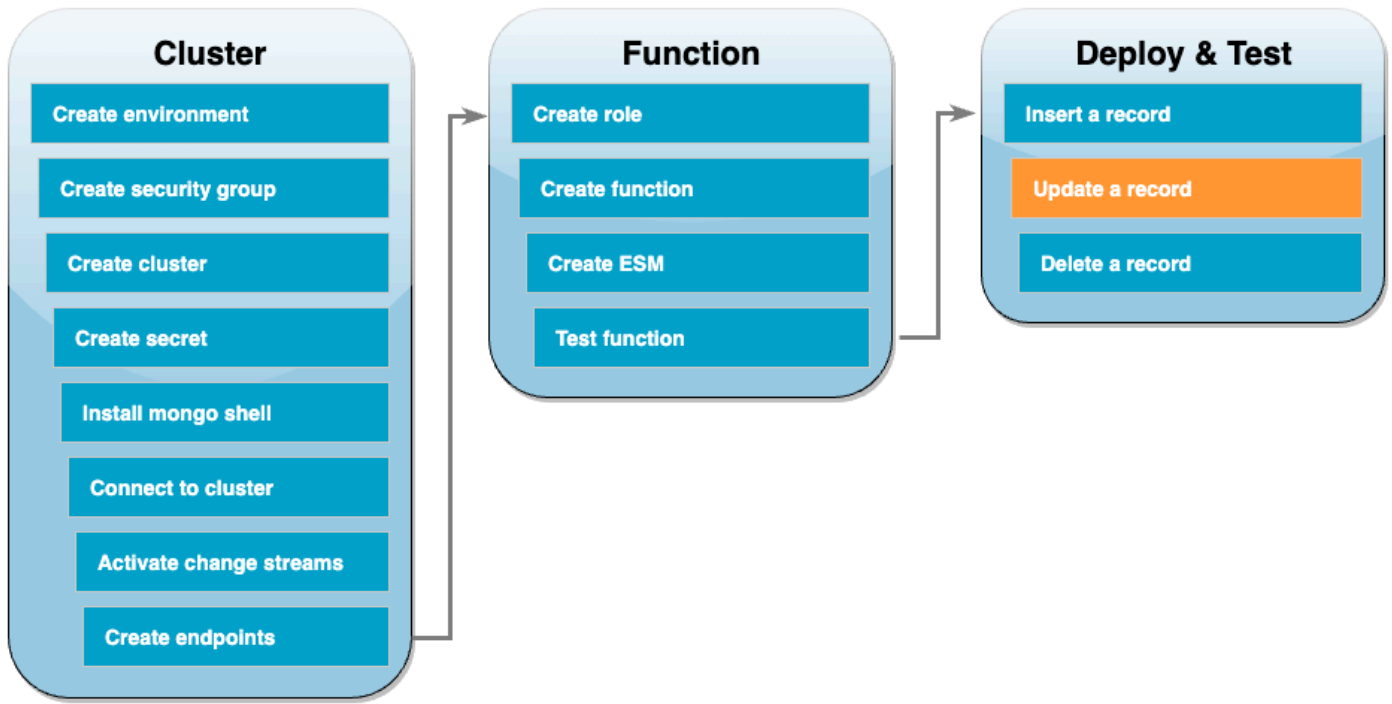 Cluster
Create environment
Create security group
Create cluster
Create secret
Install mongo shell
Connect to cluster
Activate change streams
Create endpoints
Function
Create role
Create function
Create ESM
Test function
Deploy & Test
Insert a record
Update a record
Delete a record